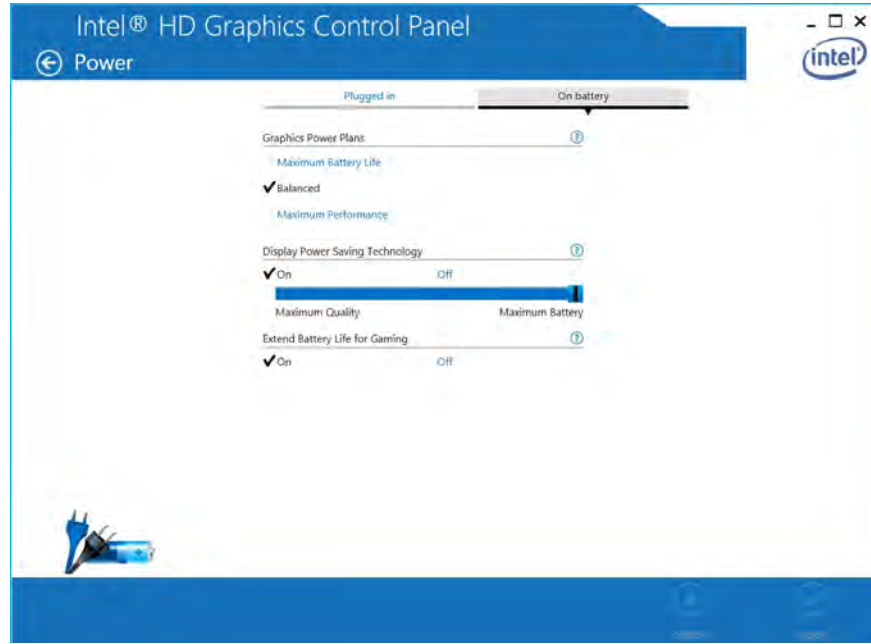 Intel® HD Graphics Control Panel
Power
intel
Plugged in
On battery
Graphics Power Plans
Maximum Battery Life
Balanced
Maximum Performance
Display Power Saving Technology
On Off
Maximum Quality Maximum Battery
Extend Battery Life for Gaming
On Off